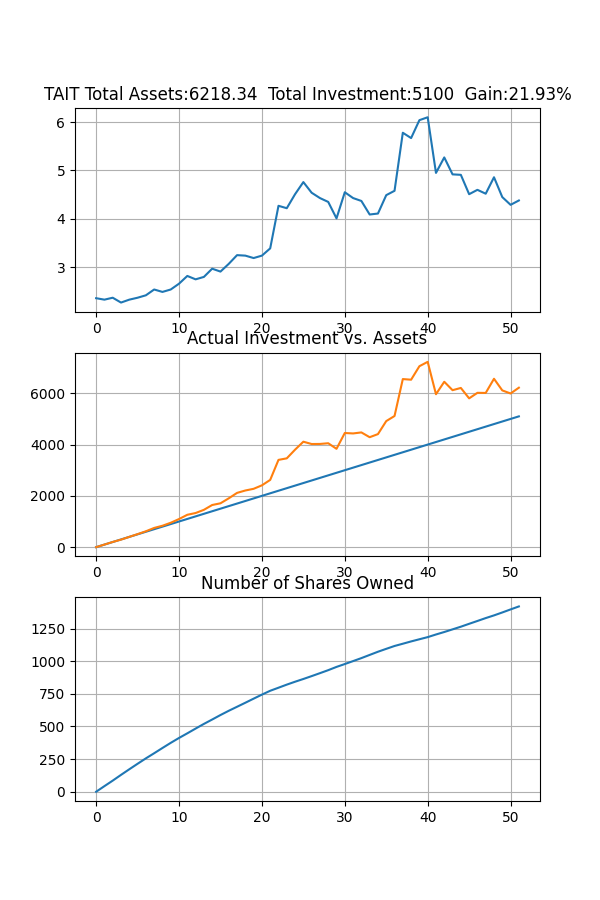 TAIT Total Assets:6218.34  Total Investment:5100  Gain:21.93%
6
5
4
3
0 10 20 30 40 50
Actual Investment vs. Assets
6000
4000
2000
0
0 10 20 30 40 50
Number of Shares Owned
1250
1000
750
500
250
0
0 10 20 30 40 50